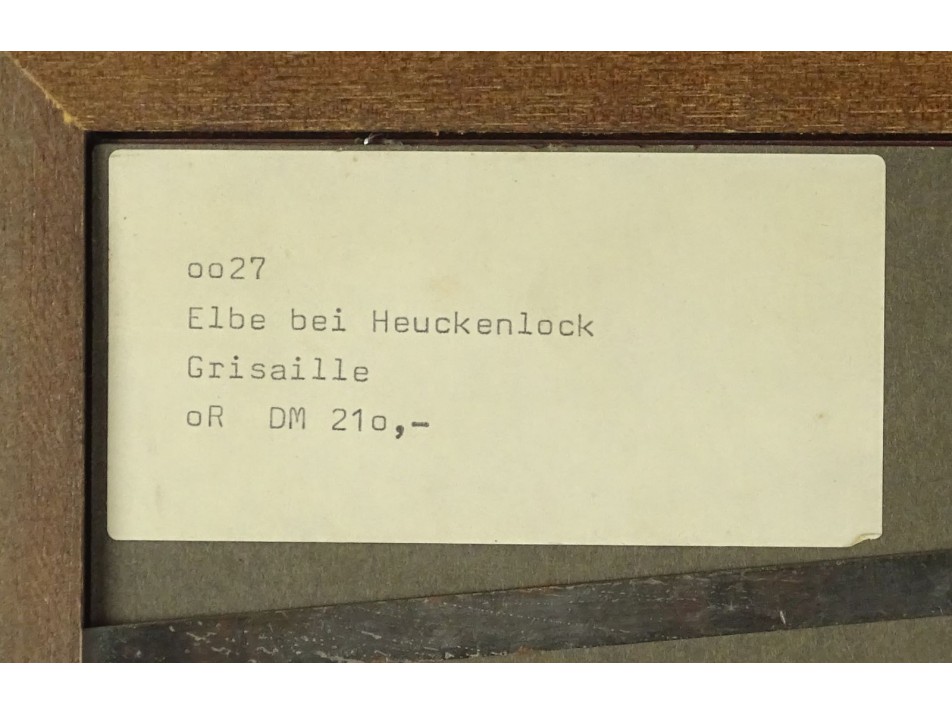 oo27
Elbe bei Heuckenlock
Grisaille
oR  DM 21o,-